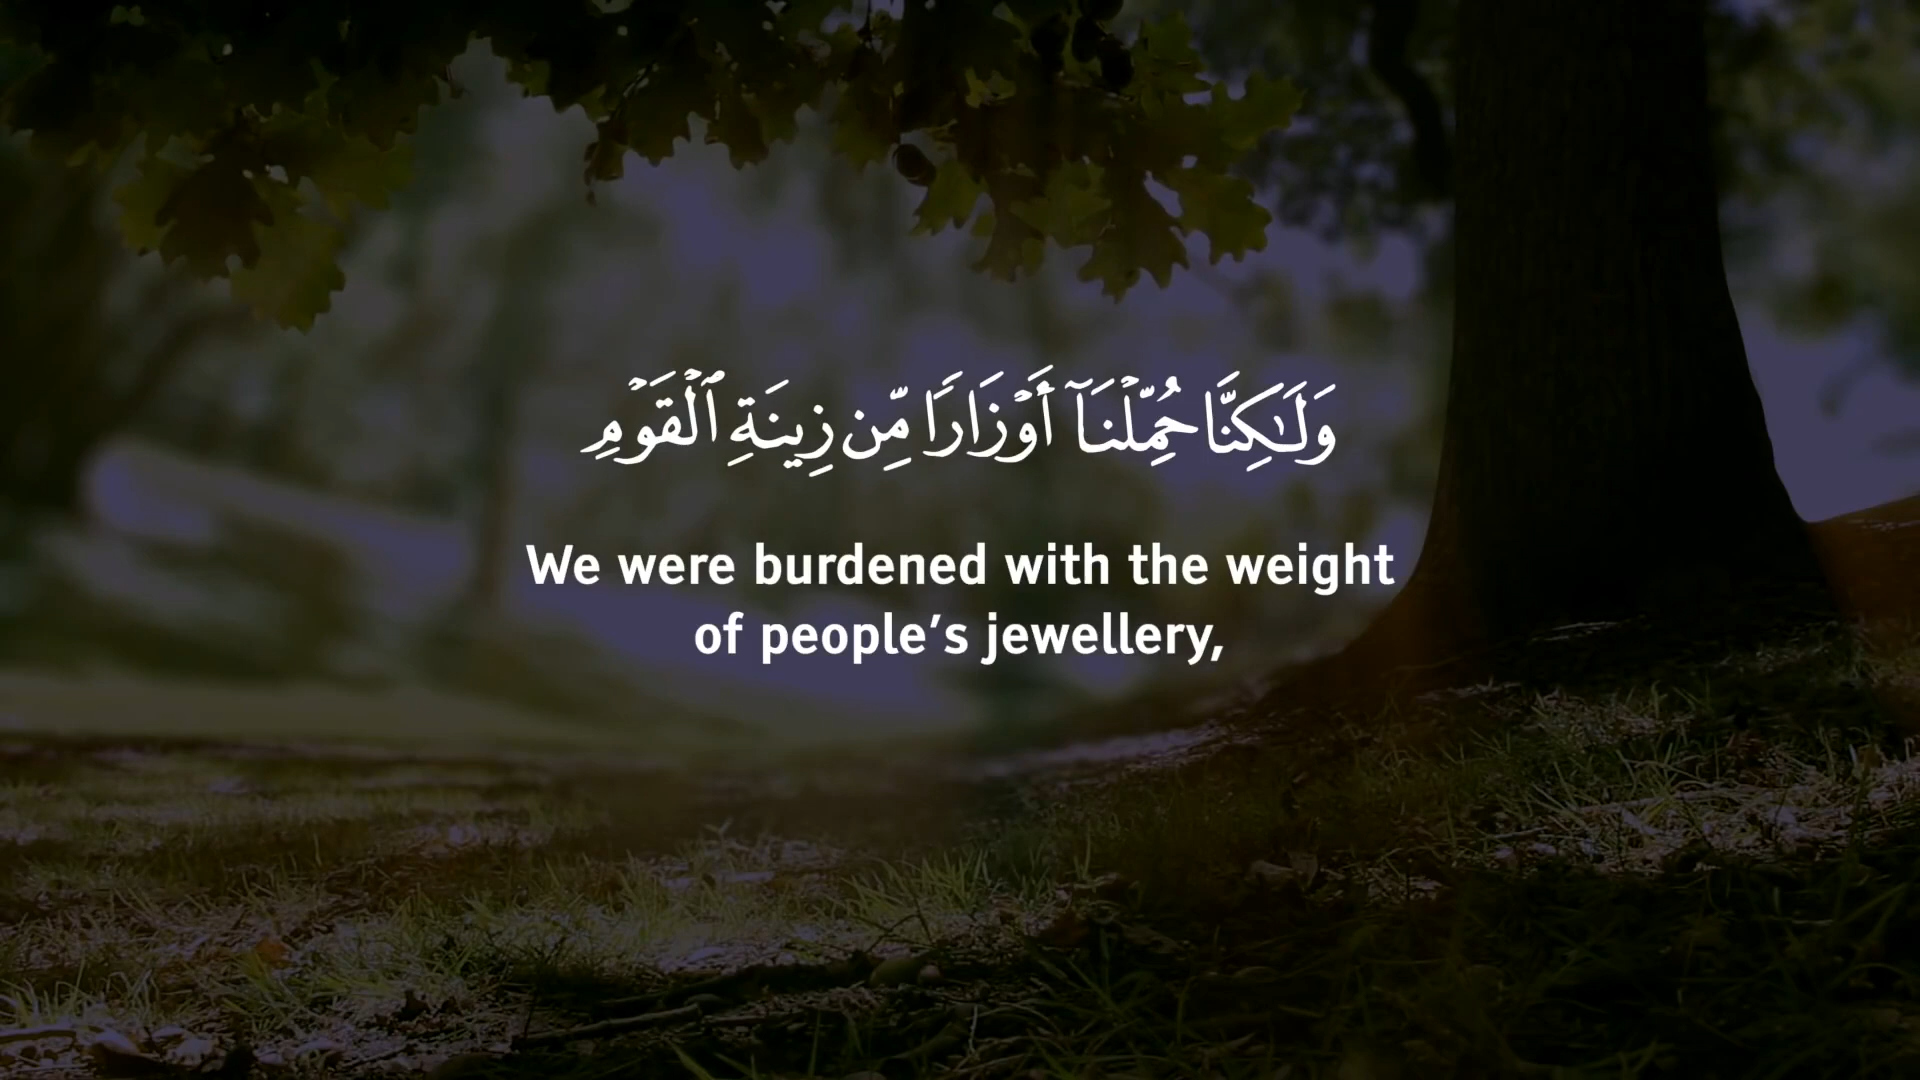 وَلَـٰكِنَّا حُمِّلْنَآ أَوْزَارًا مِّن زِينَةِ ٱلْقَوْمِ
We were burdened with the weight
of people’s jewellery,